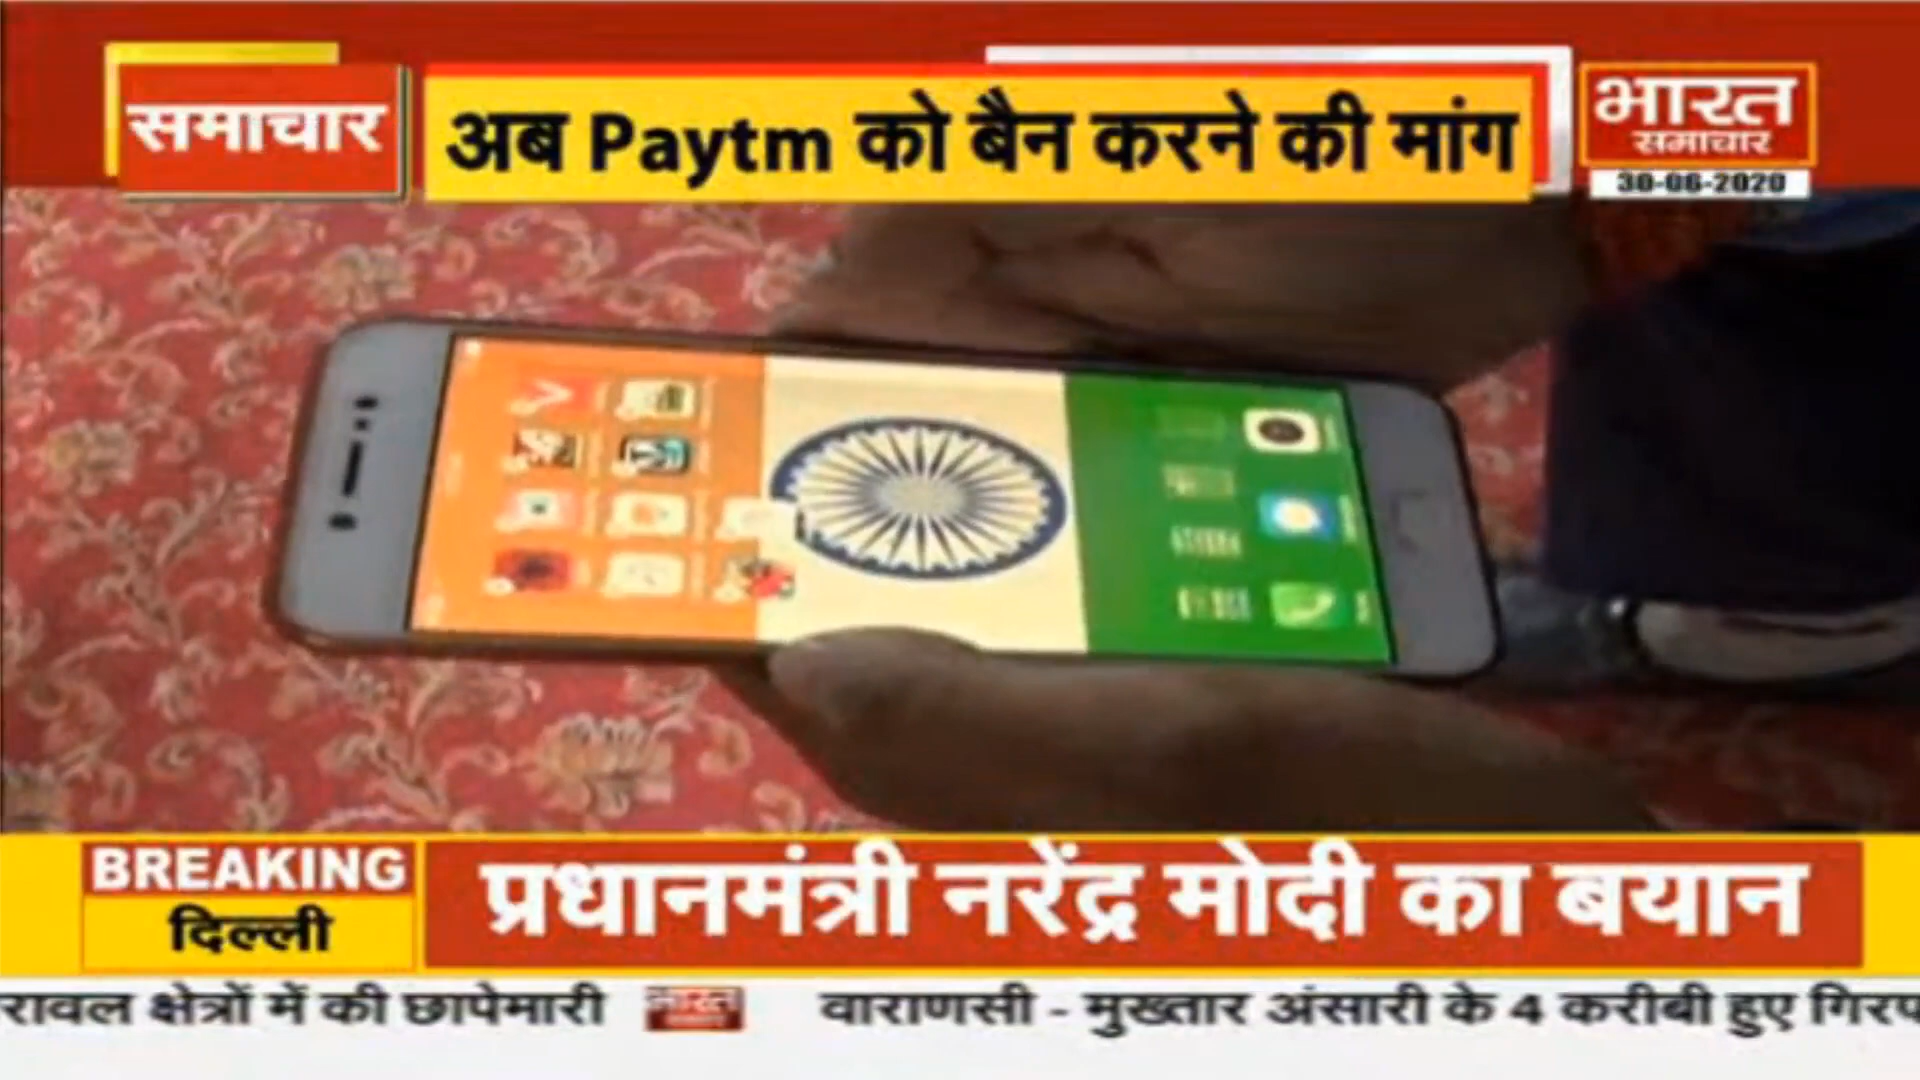 समाचार
अब Paytm को बैन करने की मांग
भारत
समाचार
30-06-2020
BREAKING
दिल्ली
प्रधानमंत्री नरेंद्र मोदी का बयान
रावल क्षेत्रों में की छापेमारी
भारत
वाराणसी - मुख्तार अंसारी के 4 करीबी हुए गिरफ